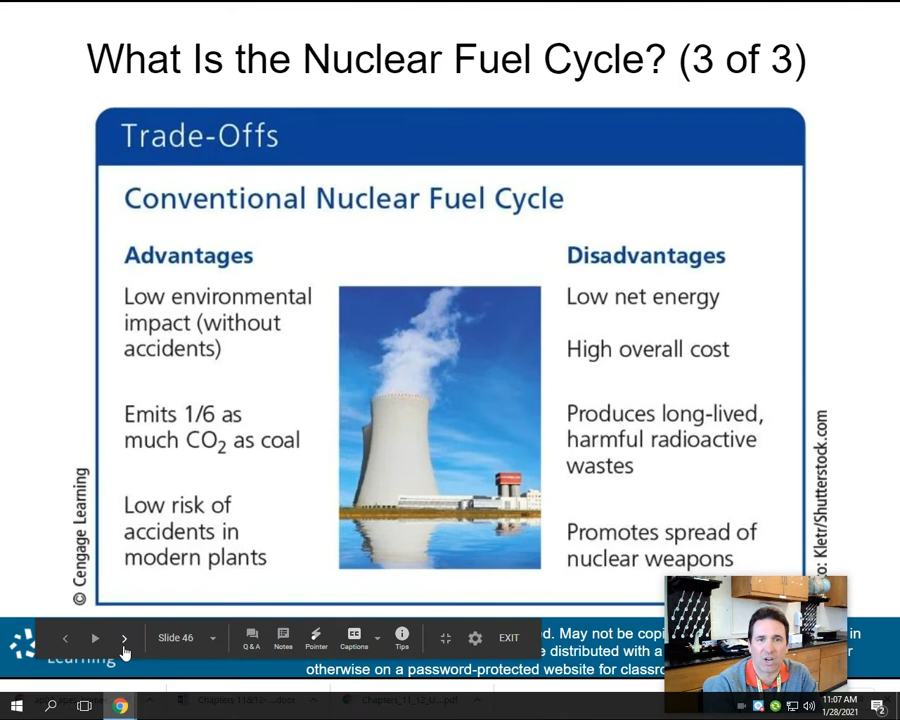 What Is the Nuclear Fuel Cycle? (3 of 3)
Trade-Offs
Conventional Nuclear Fuel Cycle
Advantages
Low environmental
impact (without
accidents)
Emits 1/6 as
much CO₂ as coal
Low risk of
accidents in
modern plants
Disadvantages
Low net energy
High overall cost
Produces long-lived,
harmful radioactive
wastes
Promotes spread of
nuclear weapons
© Cengage Learning
Kletr/Shutterstock.com
Slide 46
Q & A
Notes
Pointer
Captions
Tips
EXIT
May not be
in
distributed with a
otherwise on a password-protected website for
Learning
Chapters
11:07 AM
1/28/2021
2